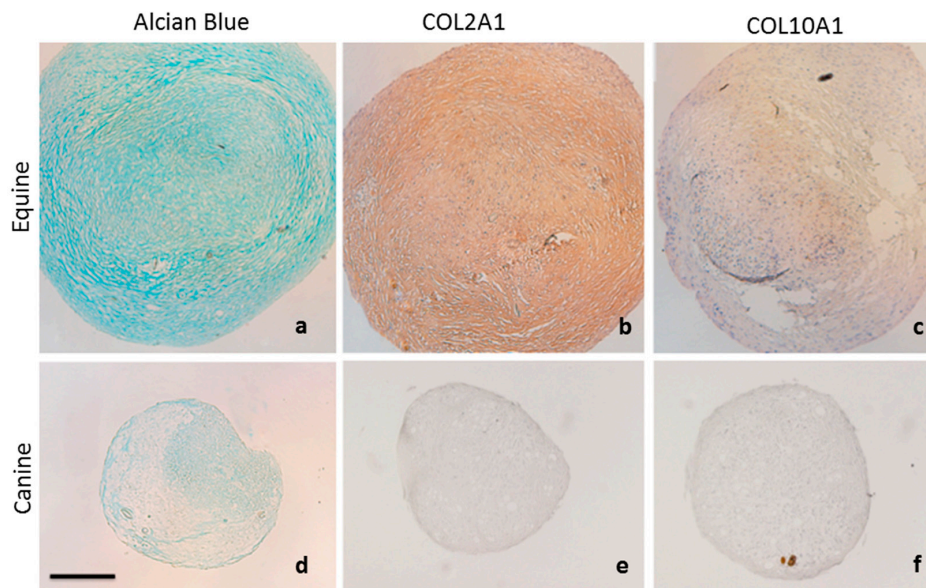 Alcian Blue COL2A1 COL10A1
Equine
a b c
Canine
d e f